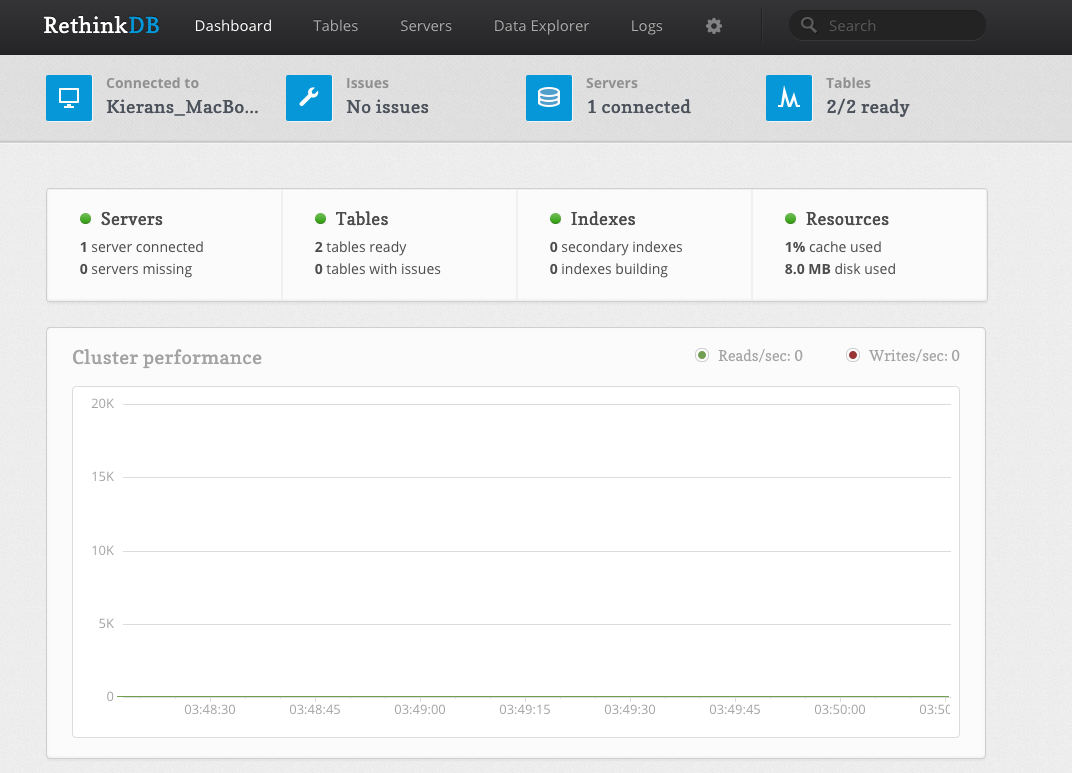 RethinkDB Dashboard Tables Servers Data Explorer Logs Search
Connected to Issues Servers Tables
Kierans_MacBo... No issues 1 connected 2/2 ready
Servers Tables Indexes Resources
1 server connected 2 tables ready 0 secondary indexes 1% cache used
0 servers missing 0 tables with issues 0 indexes building 8.0 MB disk used
Cluster performance Reads/sec: 0 Writes/sec: 0
20K
15K
10K
5K
0
03:48:30 03:48:45 03:49:00 03:49:15 03:49:30 03:49:45 03:50:00 03:50